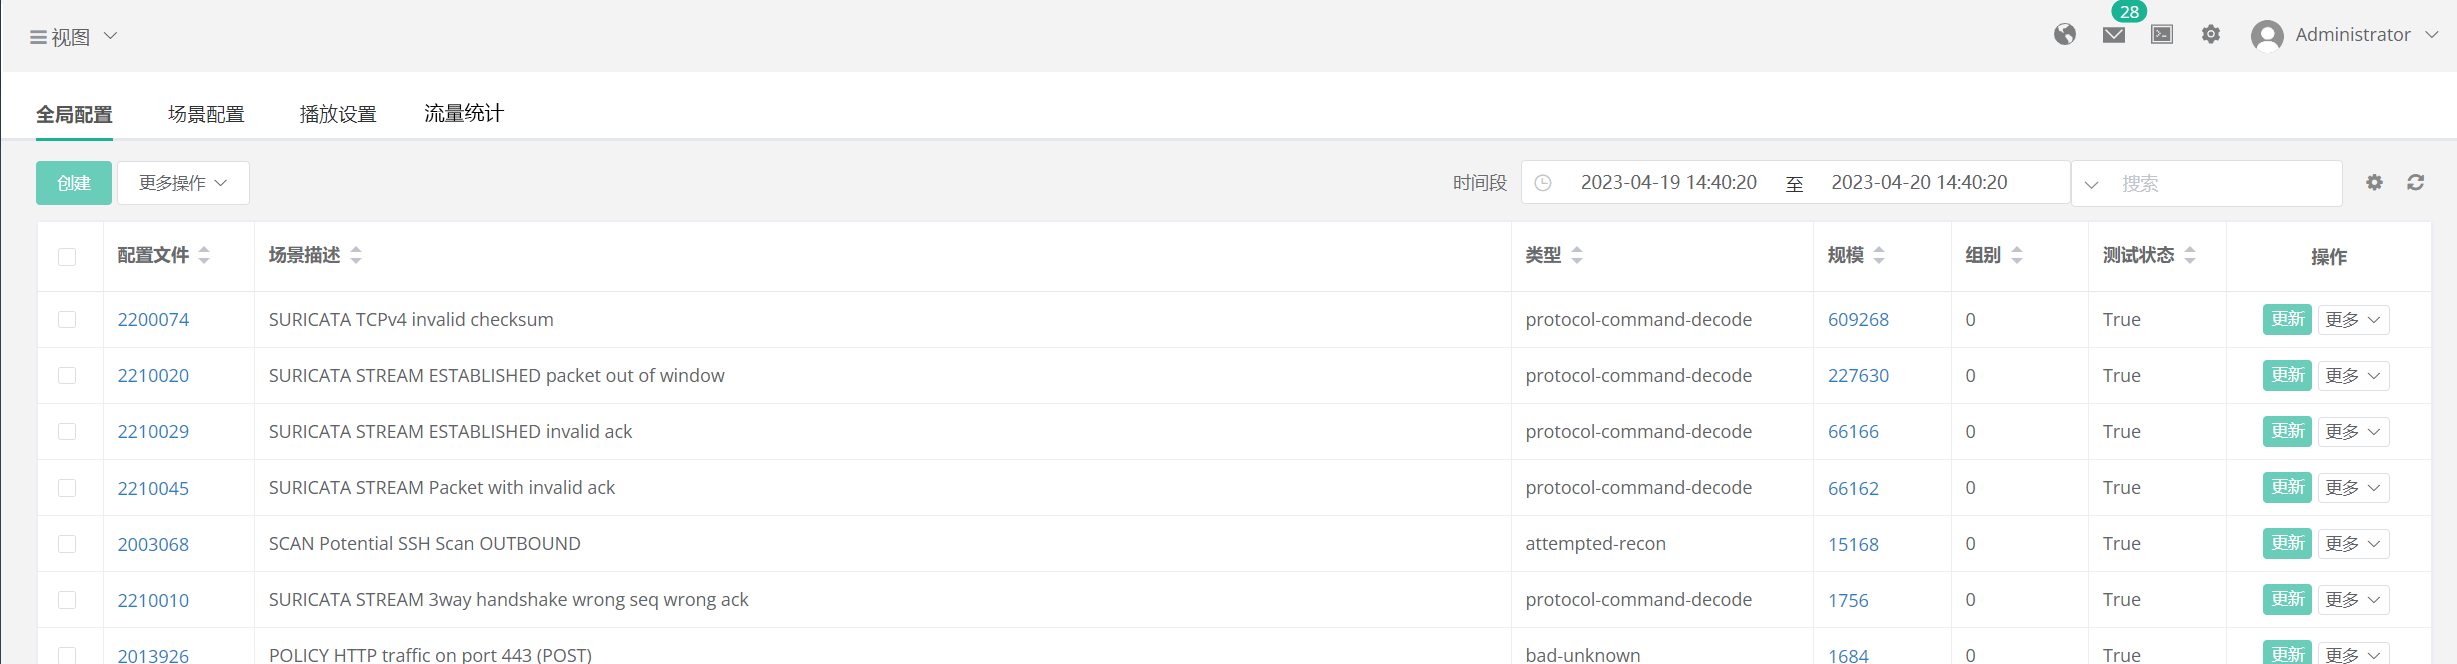 视图
28
Administrator
全局配置 场景配置 播放设置 流量统计
创建 更多操作 时间段 2023-04-19 14:40:20 至 2023-04-20 14:40:20 搜索
配置文件 场景描述 类型 规模 组别 测试状态 操作
2200074 SURICATA TCPv4 invalid checksum protocol-command-decode 609268 0 True 更新 更多
2210020 SURICATA STREAM ESTABLISHED packet out of window protocol-command-decode 227630 0 True 更新 更多
2210029 SURICATA STREAM ESTABLISHED invalid ack protocol-command-decode 66166 0 True 更新 更多
2210045 SURICATA STREAM Packet with invalid ack protocol-command-decode 66162 0 True 更新 更多
2003068 SCAN Potential SSH Scan OUTBOUND attempted-recon 15168 0 True 更新 更多
2210010 SURICATA STREAM 3way handshake wrong seq wrong ack protocol-command-decode 1756 0 True 更新 更多
2013926 POLICY HTTP traffic on port 443 (POST) bad-unknown 1684 0 True 更新 更多